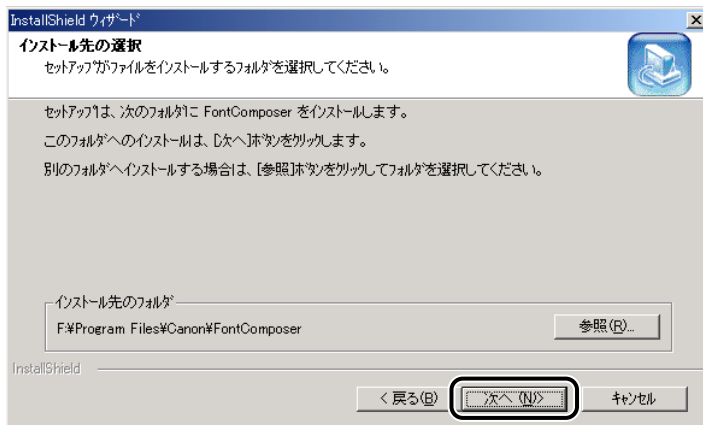 InstallShield ウィザード
インストール先の選択
セットアップがファイルをインストールするフォルダを選択してください。
セットアップは、次のフォルダに FontComposer をインストールします。
このフォルダへのインストールは、[次へ]ボタンをクリックします。
別のフォルダへインストールする場合は、[参照]ボタンをクリックしてフォルダを選択してください。
インストール先のフォルダ
F:¥Program Files¥Canon¥FontComposer
参照(R)...
InstallShield
< 戻る(B)
次へ (N)>
キャンセル